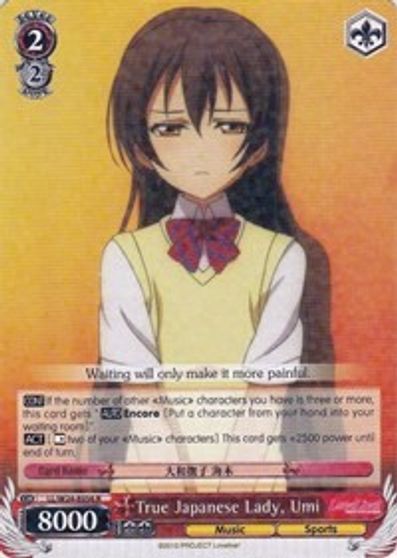 LEVEL
2
2
Waiting will only make it more painful.
CONT If the number of other «Music» characters you have is three or more,
this card gets "AUTO Encore [Put a character from your hand into your
waiting room]"
ACT [ two of your «Music» characters] This card gets +2500 power until
end of turn.
Card Name
大和撫子 海未
True Japanese Lady, Umi
8000
Music
Sports
©2013 PROJECT Lovelive!